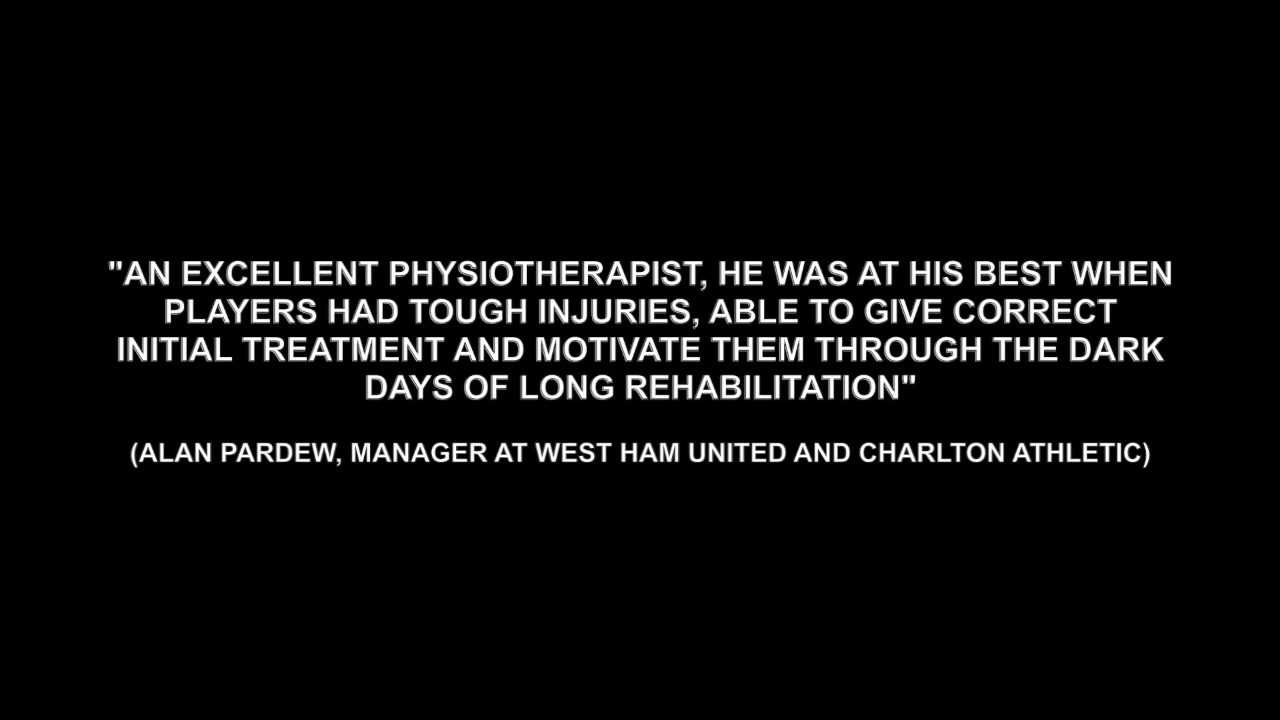 "AN EXCELLENT PHYSIOTHERAPIST, HE WAS AT HIS BEST WHEN
PLAYERS HAD TOUGH INJURIES, ABLE TO GIVE CORRECT
INITIAL TREATMENT AND MOTIVATE THEM THROUGH THE DARK
DAYS OF LONG REHABILITATION"
(ALAN PARDEW, MANAGER AT WEST HAM UNITED AND CHARLTON ATHLETIC)